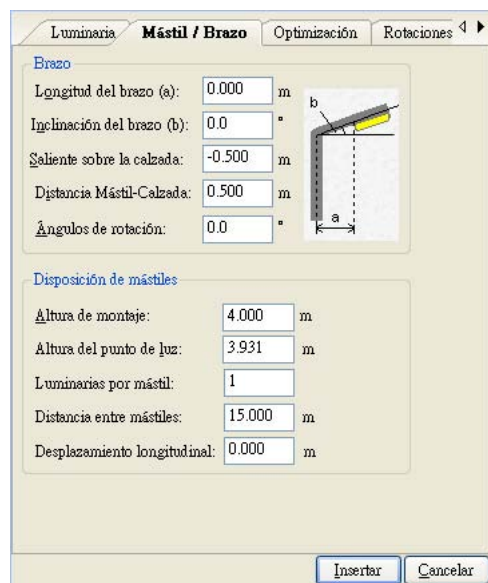 Luminaria Mástil / Brazo Optimización Rotaciones
Brazo
Longitud del brazo (a): 0.000 m
Inclinación del brazo (b): 0.0 °
Saliente sobre la calzada: -0.500 m
Distancia Mástil-Calzada: 0.500 m
Ángulos de rotación: 0.0 °
b
a
Disposición de mástiles
Altura de montaje: 4.000 m
Altura del punto de luz: 3.931 m
Luminarias por mástil: 1
Distancia entre mástiles: 15.000 m
Desplazamiento longitudinal: 0.000 m
Insertar Cancelar